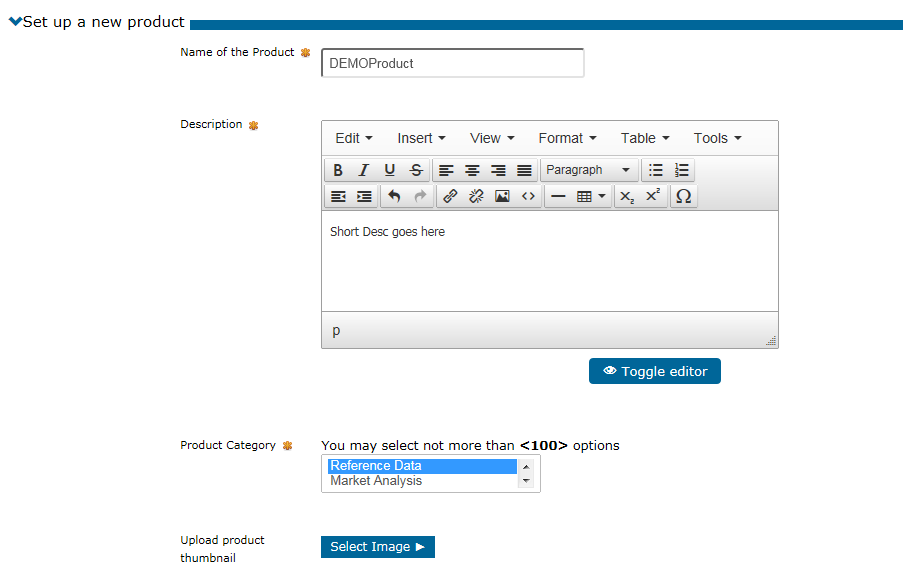 Set up a new product
Name of the Product
DEMOProduct
Description
Edit Insert View Format Table Tools
B I U S Paragraph
X₂ X² Ω
Short Desc goes here
p
Toggle editor
Product Category
You may select not more than <100> options
Reference Data
Market Analysis
Upload product
thumbnail
Select Image